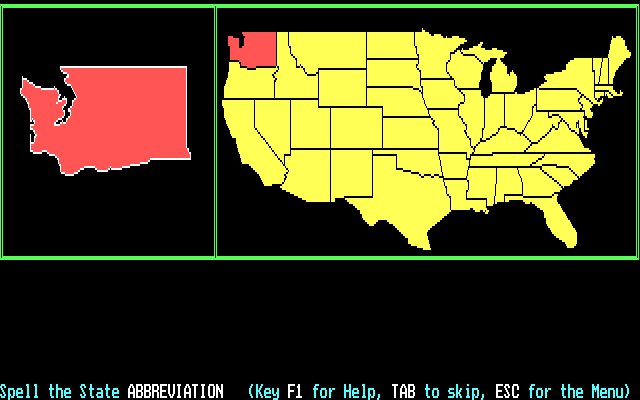 Spell the State ABBREVIATION   (Key F1 for Help, TAB to skip, ESC for the Menu)